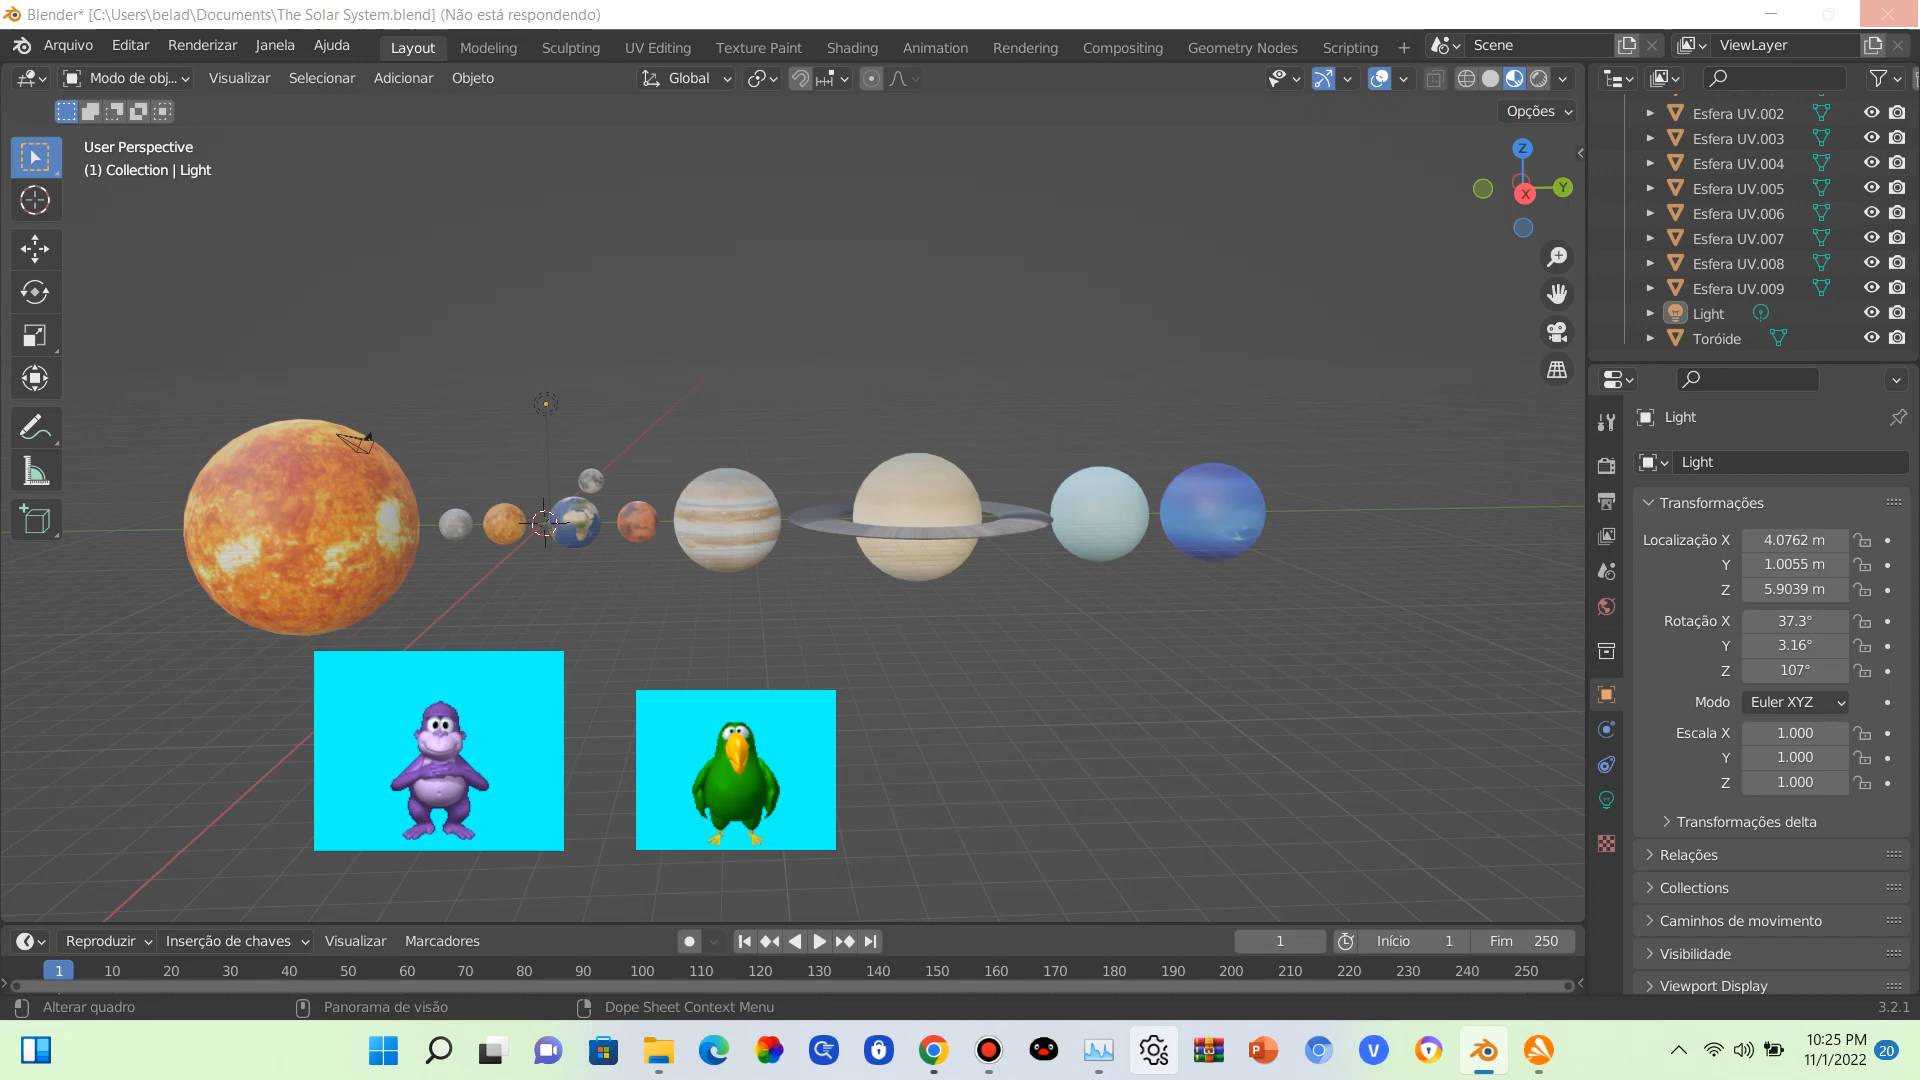 Blender* [C:\Users\belad\Documents\The Solar System.blend] (Não está respondendo)
Arquivo Editar Renderizar Janela Ajuda Layout Modeling Sculpting UV Editing Texture Paint Shading Animation Rendering Compositing Geometry Nodes Scripting + Scene ViewLayer
Modo de obj... Visualizar Selecionar Adicionar Objeto Global
Opções
User Perspective
(1) Collection | Light
Z
Y
X
Esfera UV.002
Esfera UV.003
Esfera UV.004
Esfera UV.005
Esfera UV.006
Esfera UV.007
Esfera UV.008
Esfera UV.009
Light
Toróide
Light
Light
Transformações
Localização X 4.0762 m
Y 1.0055 m
Z 5.9039 m
Rotação X 37.3°
Y 3.16°
Z 107°
Modo Euler XYZ
Escala X 1.000
Y 1.000
Z 1.000
Transformações delta
Relações
Collections
Caminhos de movimento
Visibilidade
Viewport Display
Reproduzir Inserção de chaves Visualizar Marcadores 1 Início 1 Fim 250
1 10 20 30 40 50 60 70 80 90 100 110 120 130 140 150 160 170 180 190 200 210 220 230 240 250
Alterar quadro Panorama de visão Dope Sheet Context Menu 3.2.1
10:25 PM
11/1/2022 20